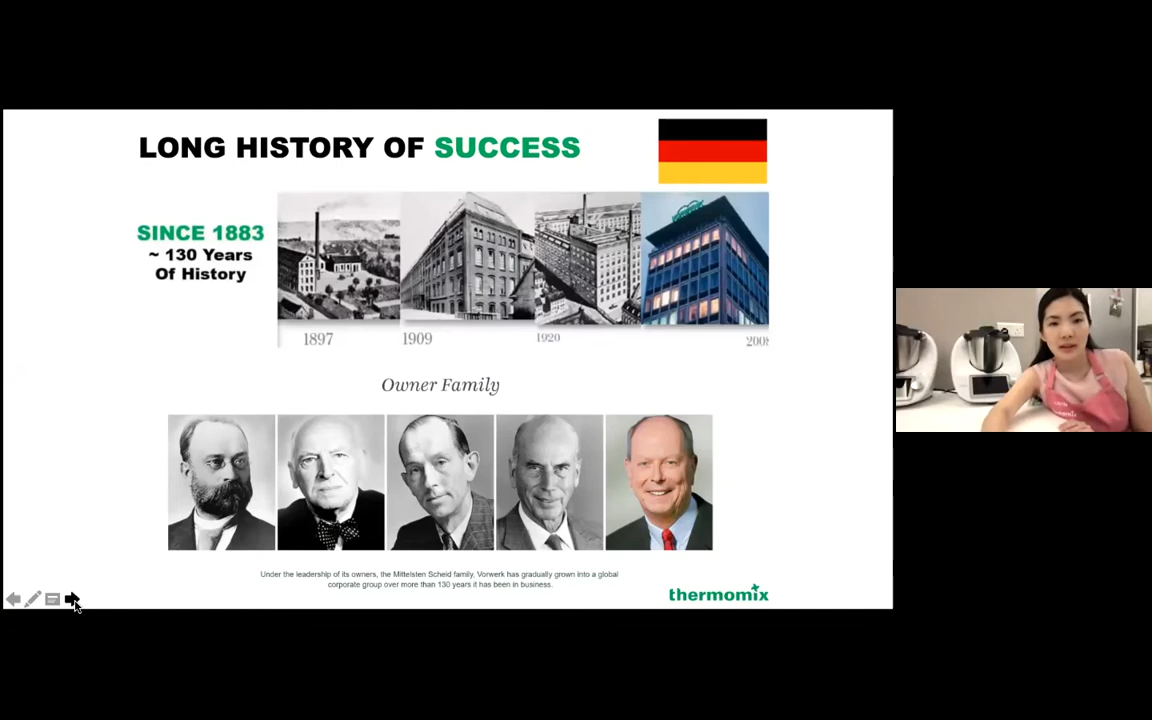 LONG HISTORY OF SUCCESS
SINCE 1883
~ 130 Years
Of History
1897
1909
1920
Owner Family
Under the leadership of its owners, the Mittelsten Scheid family, Vorwerk has gradually grown into a global
corporate group over more than 130 years it has been in business.
thermomix